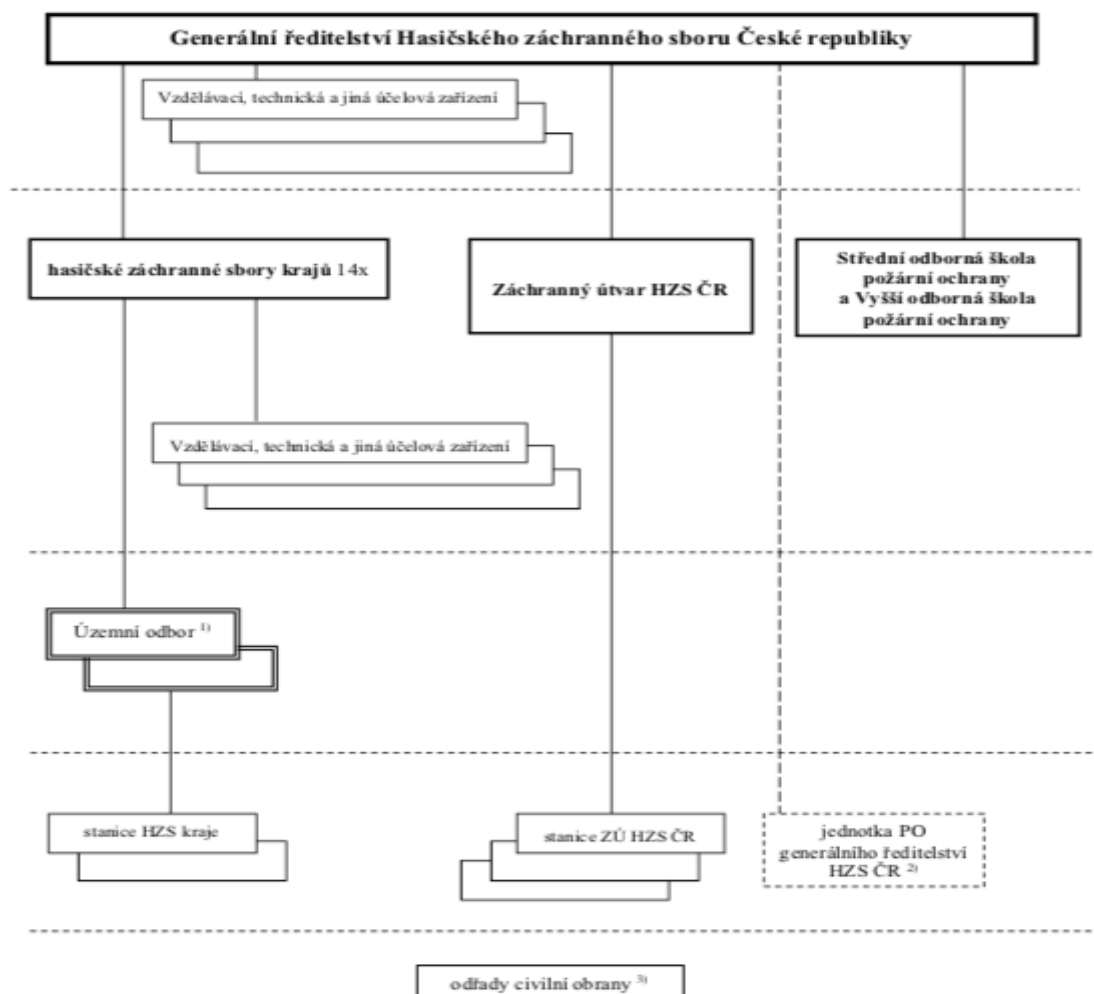 Generální ředitelství Hasičského záchranného sboru České republiky
Vzdělávací, technická a jiná účelová zařízení
hasičské záchranné sbory krajů 14x
Záchranný útvar HZS ČR
Střední odborná škola
požární ochrany
a Vyšší odborná škola
požární ochrany
Vzdělávací, technická a jiná účelová zařízení
Územní odbor 1)
stanice HZS kraje
stanice ZÚ HZS ČR
jednotka PO
generálního ředitelství
HZS ČR 2)
odřady civilní obrany 3)